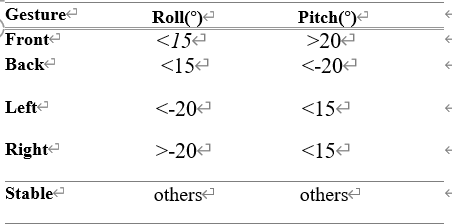 Gesture Roll(°) Pitch(°)
Front <15 >20
Back <15 <-20
Left <-20 <15
Right >-20 <15
Stable others others